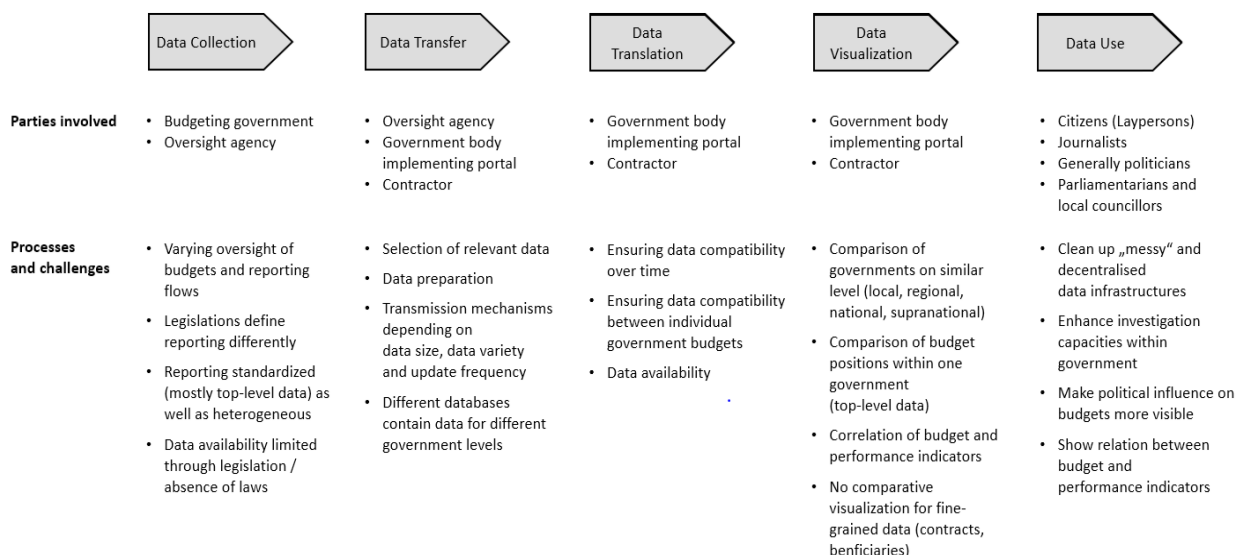 Data Collection
Data Transfer
Data
Translation
Data
Visualization
Data Use
Parties involved
• Budgeting government
• Oversight agency
• Oversight agency
• Government body
implementing portal
• Contractor
• Government body
implementing portal
• Contractor
• Government body
implementing portal
• Contractor
• Citizens (Laypersons)
• Journalists
• Generally politicians
• Parliamentarians and
local councillors
Processes
and challenges
• Varying oversight of
budgets and reporting
flows
• Legislations define
reporting differently
• Reporting standardized
(mostly top-level data) as
well as heterogeneous
• Data availability limited
through legislation /
absence of laws
• Selection of relevant data
• Data preparation
• Transmission mechanisms
depending on
data size, data variety
and update frequency
• Different databases
contain data for different
government levels
• Ensuring data compatibility
over time
• Ensuring data compatibility
between individual
government budgets
• Data availability
• Comparison of
governments on similar
level (local, regional,
national, supranational)
• Comparison of budget
positions within one
government
(top-level data)
• Correlation of budget and
performance indicators
• No comparative
visualization for fine-
grained data (contracts,
benficiaries)
• Clean up „messy“ and
decentralised
data infrastructures
• Enhance investigation
capacities within
government
• Make political influence on
budgets more visible
• Show relation between
budget and
performance indicators